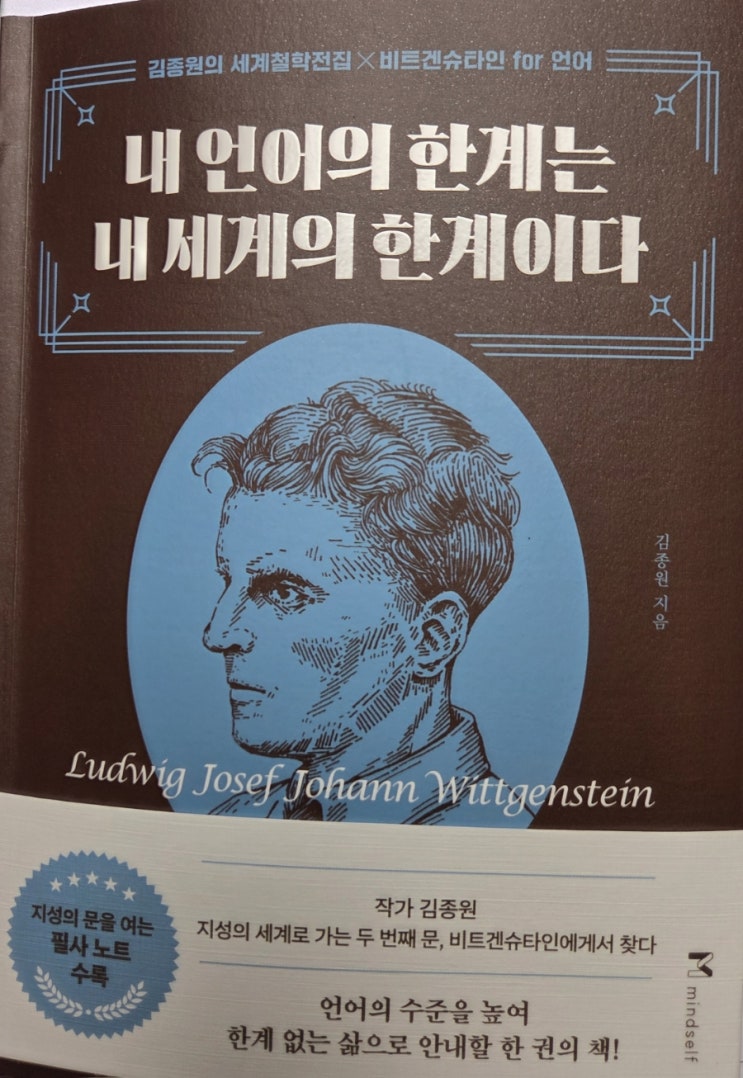 김종원의 세계철학전집×비트겐슈타인 for 언어
내 언어의 한계는
내 세계의 한계이다
김종원 지음
Ludwig Josef Johann Wittgenstein
지성의 문을 여는
필사 노트
수록
작가 김종원
지성의 세계로 가는 두 번째 문, 비트겐슈타인에게서 찾다
언어의 수준을 높여
한계 없는 삶으로 안내할 한 권의 책!
mindself